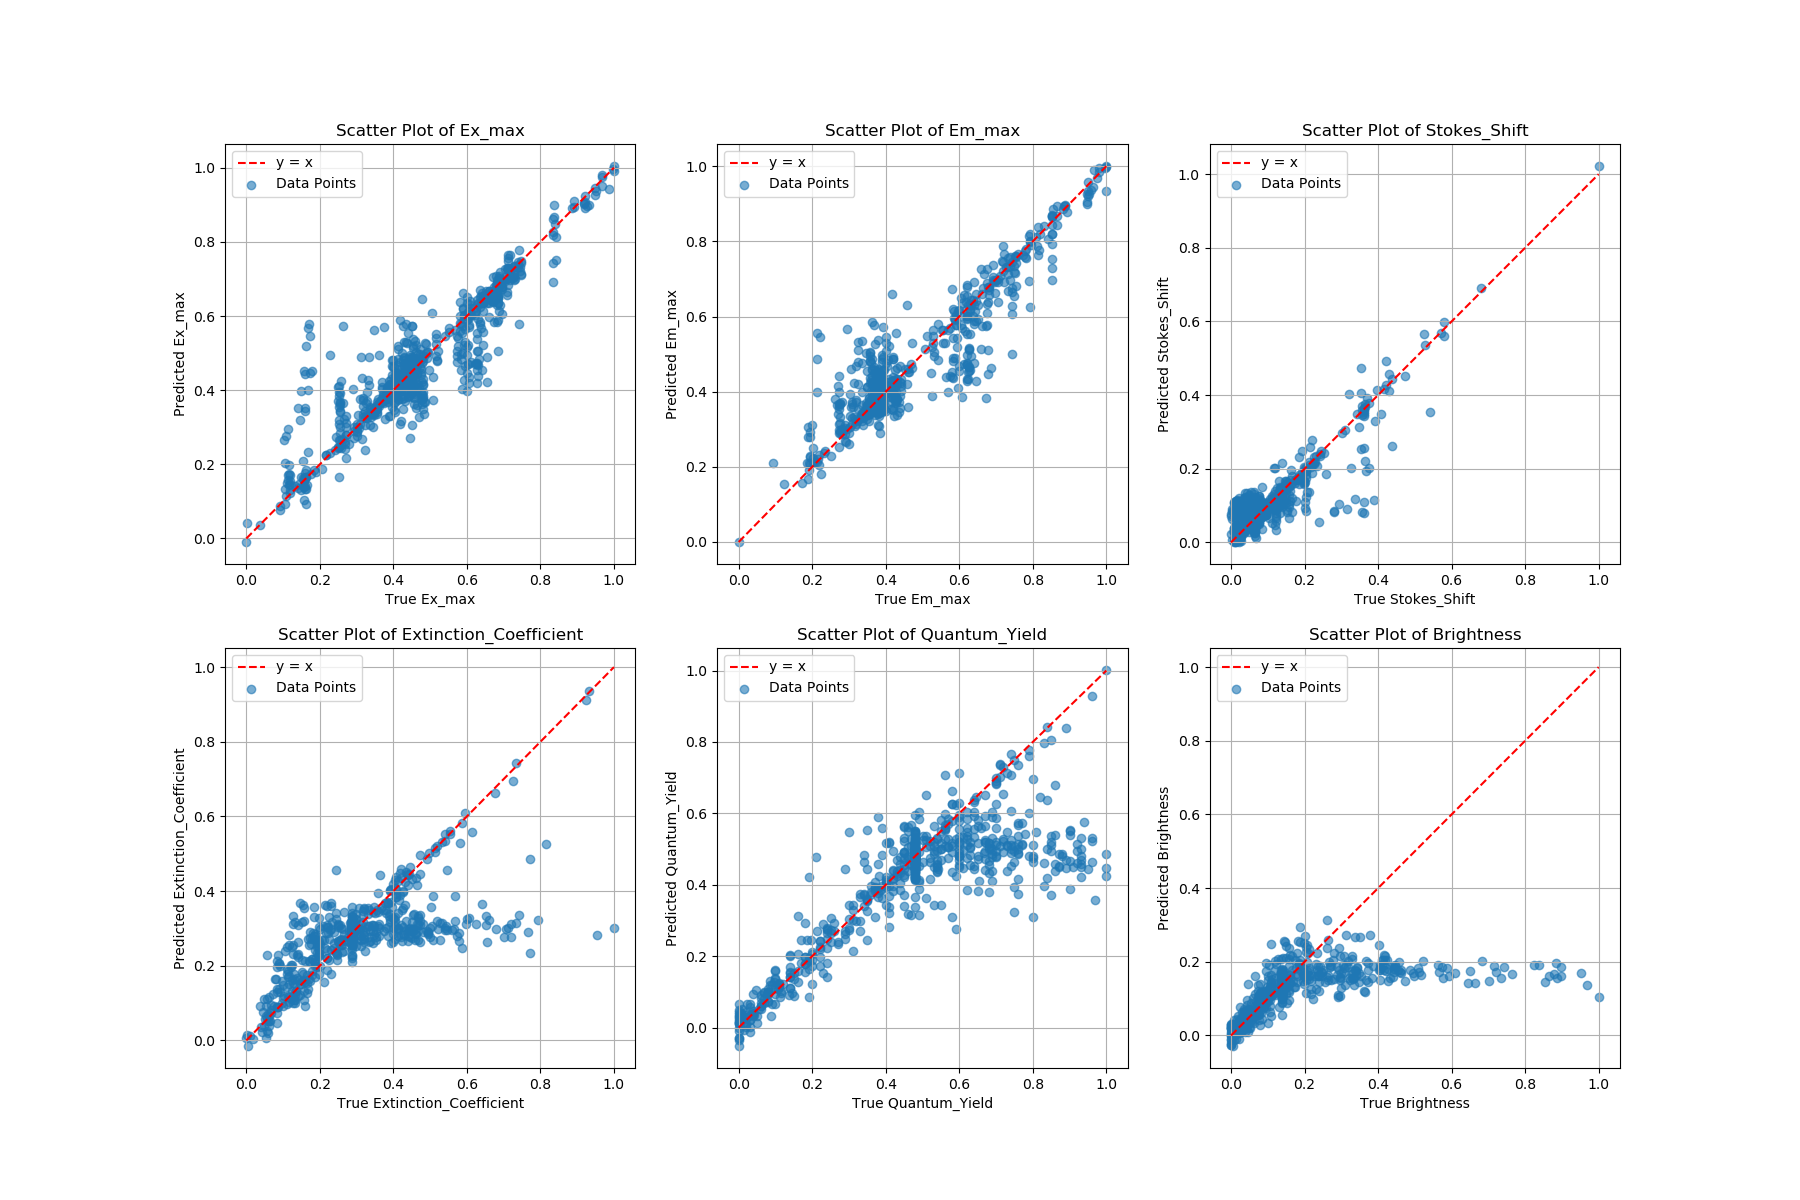 Scatter Plot of Ex_max
y = x
Data Points
1.0
0.8
0.6
0.4
0.2
0.0
Predicted Ex_max
0.0 0.2 0.4 0.6 0.8 1.0
True Ex_max
Scatter Plot of Em_max
y = x
Data Points
1.0
0.8
0.6
0.4
0.2
0.0
Predicted Em_max
0.0 0.2 0.4 0.6 0.8 1.0
True Em_max
Scatter Plot of Stokes_Shift
y = x
Data Points
1.0
0.8
0.6
0.4
0.2
0.0
Predicted Stokes_Shift
0.0 0.2 0.4 0.6 0.8 1.0
True Stokes_Shift
Scatter Plot of Extinction_Coefficient
y = x
Data Points
1.0
0.8
0.6
0.4
0.2
0.0
Predicted Extinction_Coefficient
0.0 0.2 0.4 0.6 0.8 1.0
True Extinction_Coefficient
Scatter Plot of Quantum_Yield
y = x
Data Points
1.0
0.8
0.6
0.4
0.2
0.0
Predicted Quantum_Yield
0.0 0.2 0.4 0.6 0.8 1.0
True Quantum_Yield
Scatter Plot of Brightness
y = x
Data Points
1.0
0.8
0.6
0.4
0.2
0.0
Predicted Brightness
0.0 0.2 0.4 0.6 0.8 1.0
True Brightness